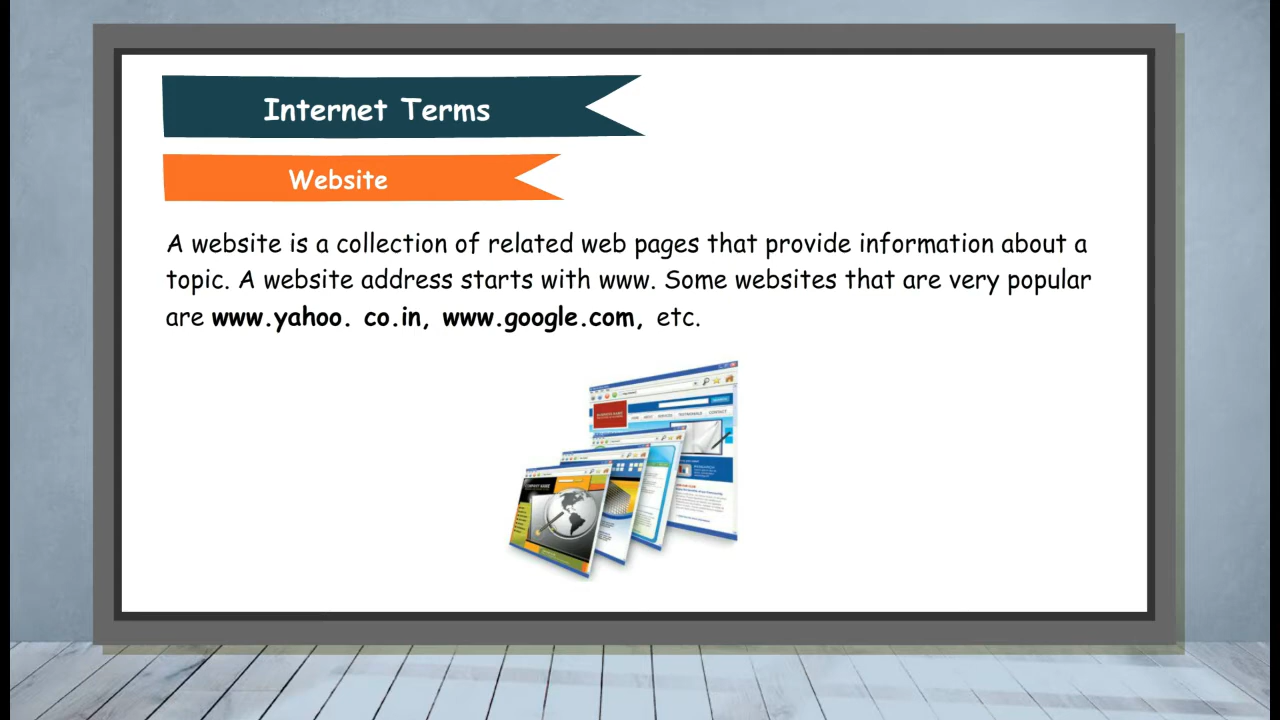 Internet Terms
Website
A website is a collection of related web pages that provide information about a
topic. A website address starts with www. Some websites that are very popular
are www.yahoo. co.in, www.google.com, etc.